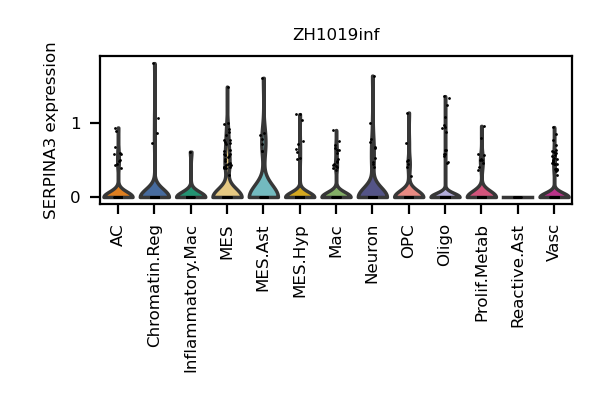 ZH1019inf
SERPINA3 expression
1
0
AC
Chromatin.Reg
Inflammatory.Mac
MES
MES.Ast
MES.Hyp
Mac
Neuron
OPC
Oligo
Prolif.Metab
Reactive.Ast
Vasc